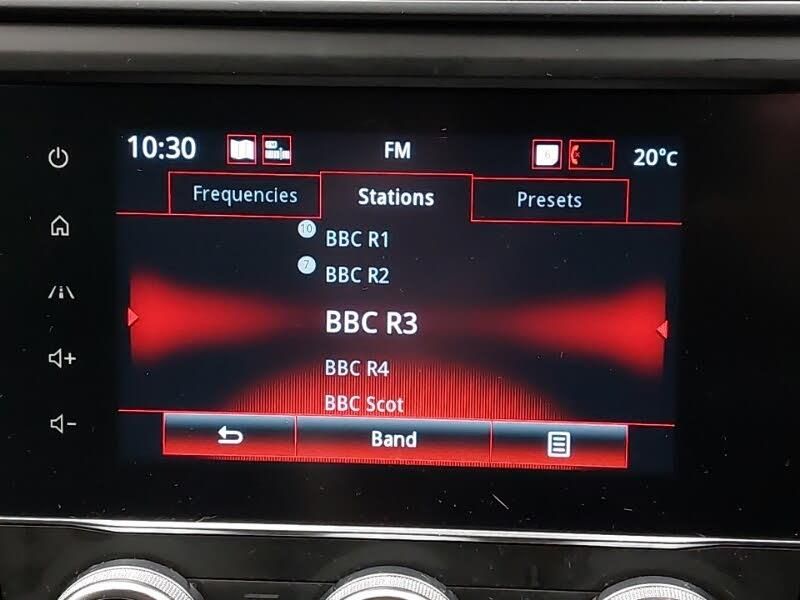 10:30 FM 20°C
Frequencies Stations Presets
10 BBC R1
7 BBC R2
BBC R3
BBC R4
BBC Scot
Band